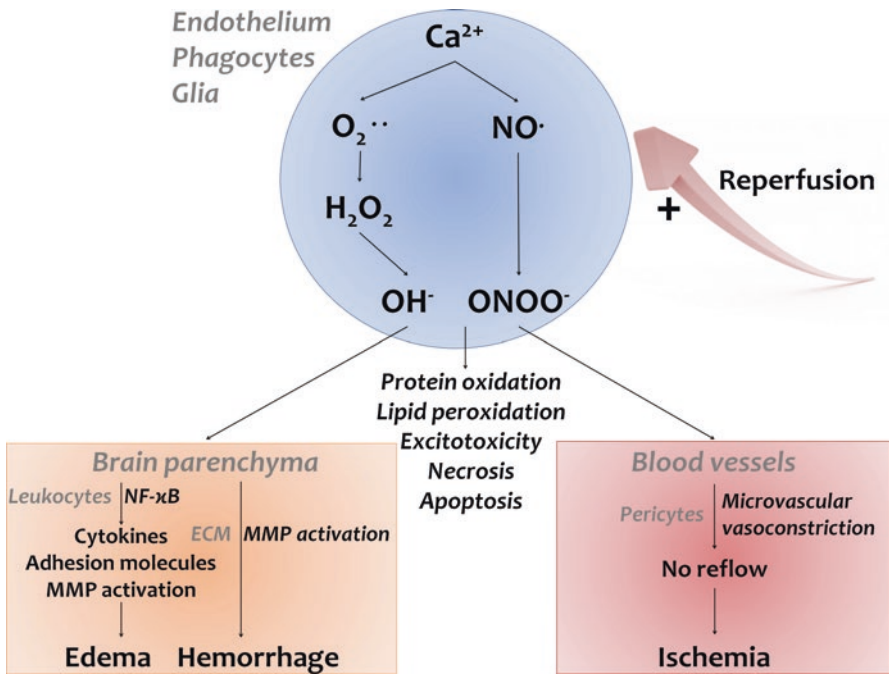 Endothelium
Phagocytes
Glia
Ca²⁺
O₂˙˙
NO˙
H₂O₂
OH⁻
ONOO⁻
+
Reperfusion
Protein oxidation
Lipid peroxidation
Excitotoxicity
Necrosis
Apoptosis
Brain parenchyma
Leukocytes
NF-κB
Cytokines
Adhesion molecules
MMP activation
Edema
ECM
MMP activation
Hemorrhage
Blood vessels
Pericytes
Microvascular
vasoconstriction
No reflow
Ischemia